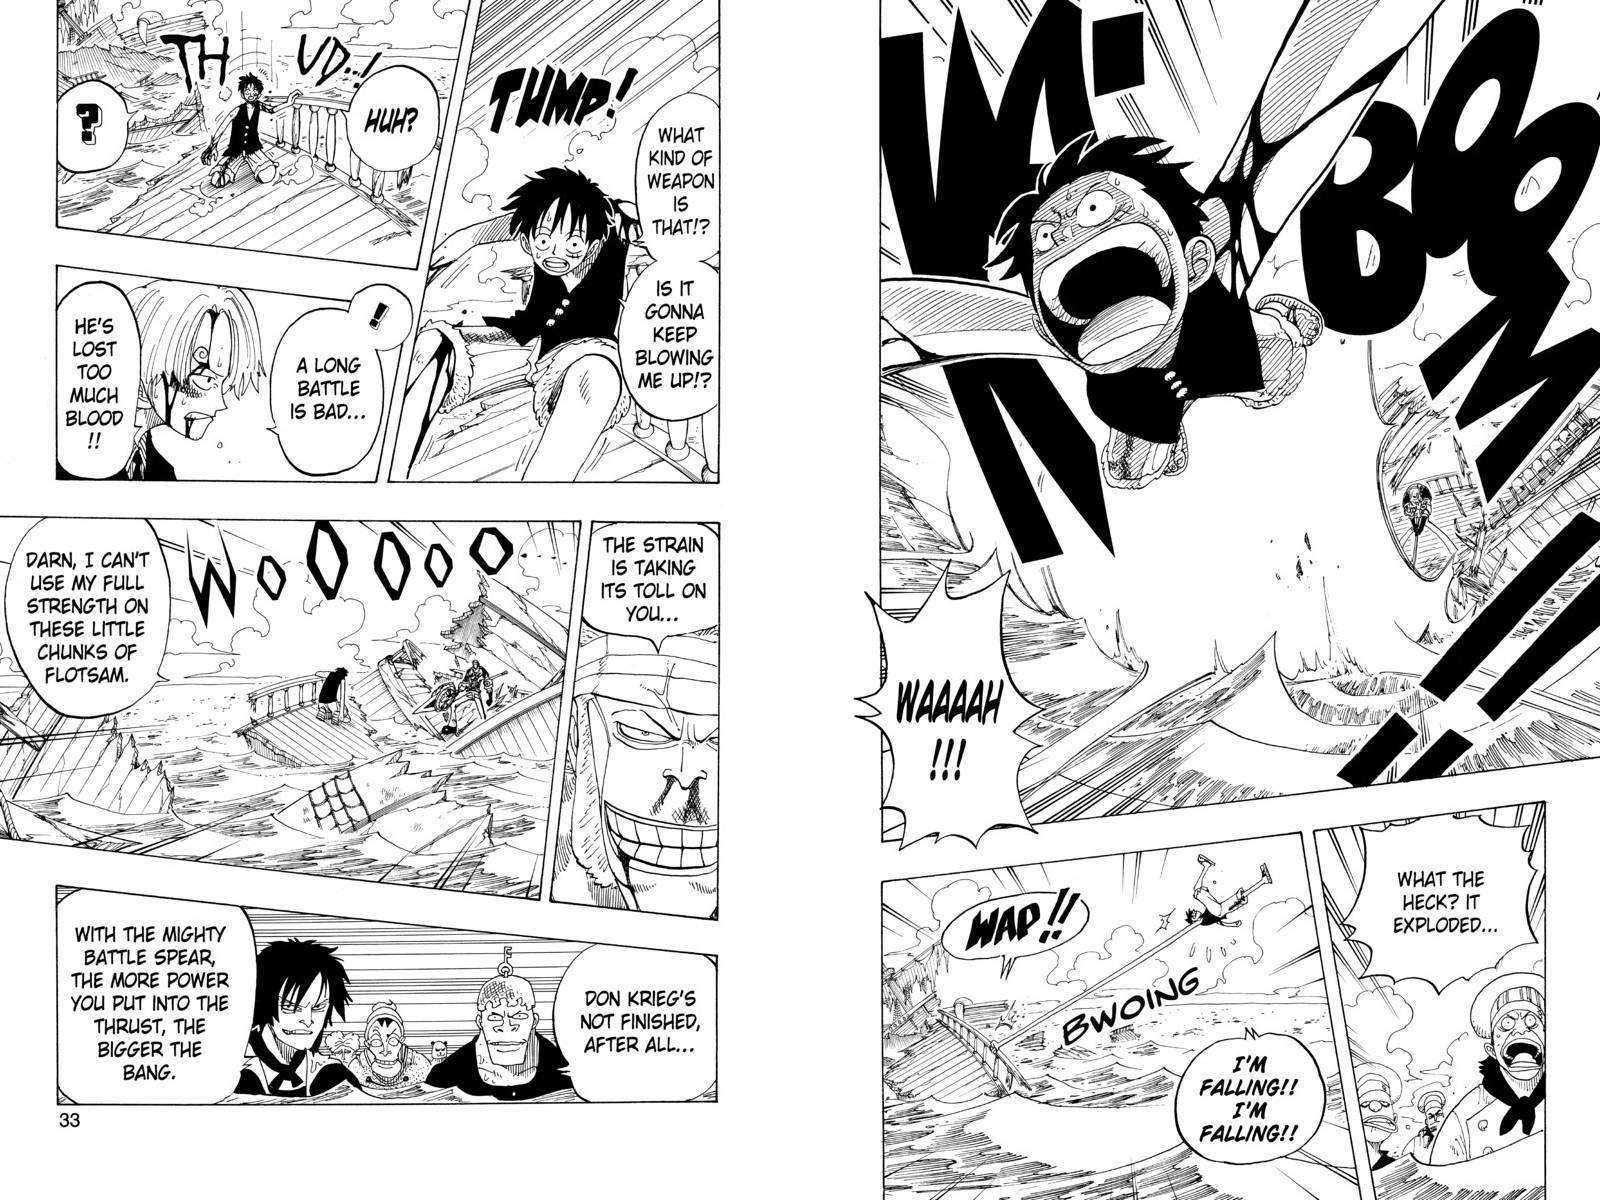 WA-
BOOM!!
WAAAAH
!!!
WHAT THE
HECK? IT
EXPLODED...
WAP!!
BWOING
I'M
FALLING!!
I'M
FALLING!!
TUMP!
WHAT
KIND OF
WEAPON
IS
THAT!?
IS IT
GONNA
KEEP
BLOWING
ME UP!?
THUD...!
HUH?
?
!
A LONG
BATTLE
IS BAD...
HE'S
LOST
TOO
MUCH
BLOOD
!!
THE STRAIN
IS TAKING
ITS TOLL ON
YOU...
WOOOOO
DARN, I CAN'T
USE MY FULL
STRENGTH ON
THESE LITTLE
CHUNKS OF
FLOTSAM.
DON KRIEG'S
NOT FINISHED,
AFTER ALL...
WITH THE MIGHTY
BATTLE SPEAR,
THE MORE POWER
YOU PUT INTO THE
THRUST, THE
BIGGER THE
BANG.
33